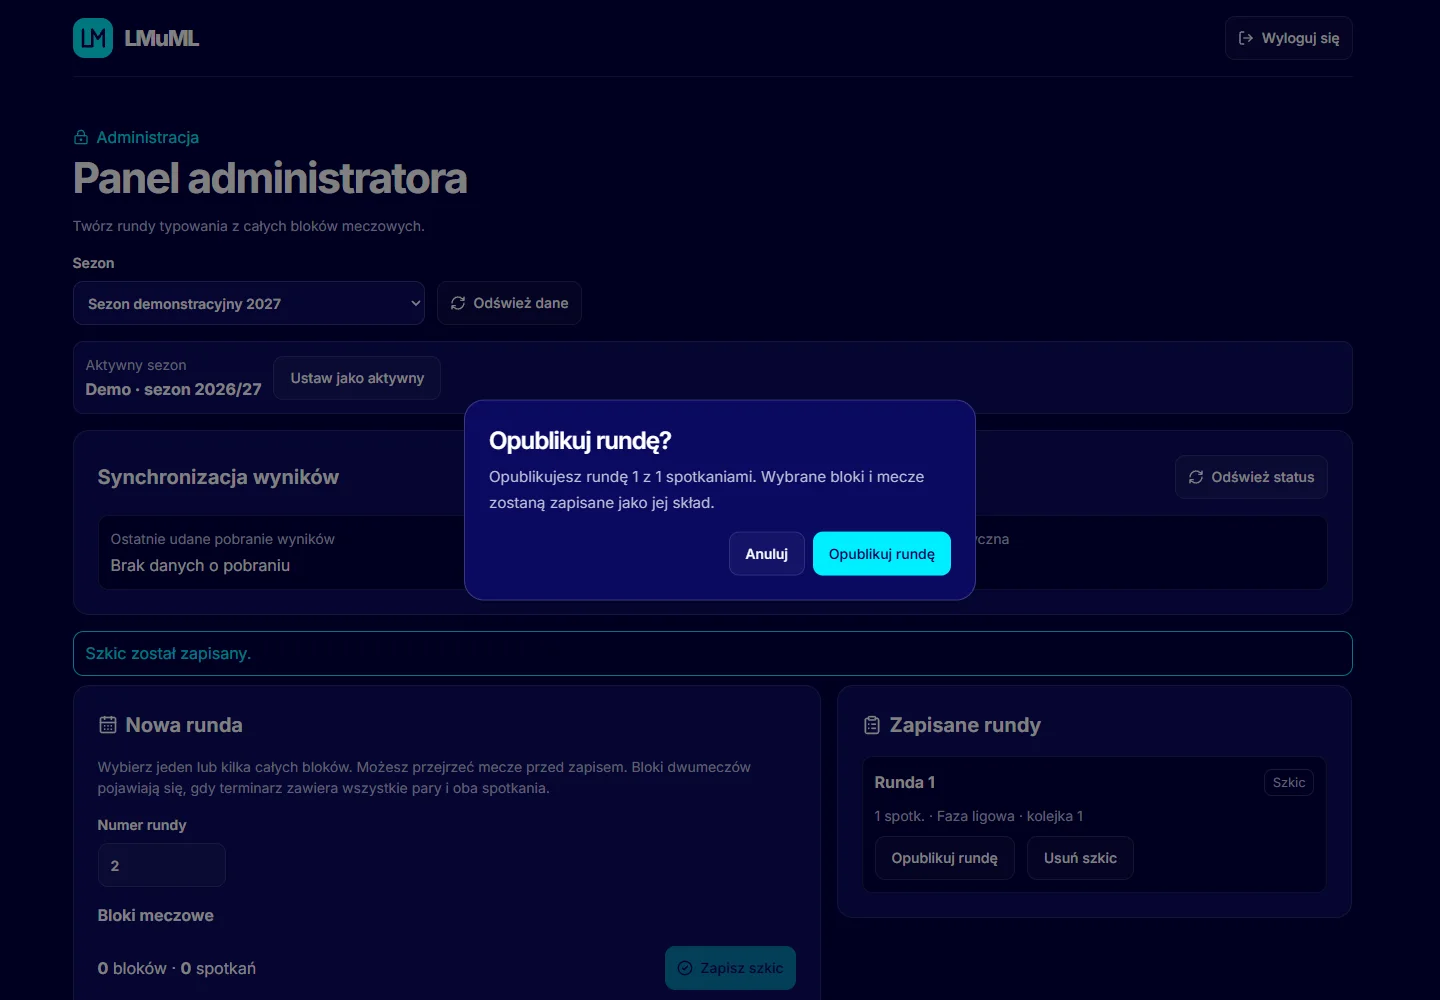 LM LMuML
Wyloguj się
Administracja
Panel administratora
Twórz rundy typowania z całych bloków meczowych.
Sezon
Sezon demonstracyjny 2027
Odśwież dane
Aktywny sezon
Demo · sezon 2026/27
Ustaw jako aktywny
Synchronizacja wyników
Odśwież status
Ostatnie udane pobranie wyników
Brak danych o pobraniu
Opublikuj rundę?
Opublikujesz rundę 1 z 1 spotkaniami. Wybrane bloki i mecze
zostaną zapisane jako jej skład.
Anuluj
Opublikuj rundę
Szkic został zapisany.
Nowa runda
Wybierz jeden lub kilka całych bloków. Możesz przejrzeć mecze przed zapisem. Bloki dwumeczów
pojawiają się, gdy terminarz zawiera wszystkie pary i oba spotkania.
Numer rundy
2
Bloki meczowe
0 bloków · 0 spotkań
Zapisz szkic
Zapisane rundy
Runda 1
Szkic
1 spotk. · Faza ligowa · kolejka 1
Opublikuj rundę
Usuń szkic